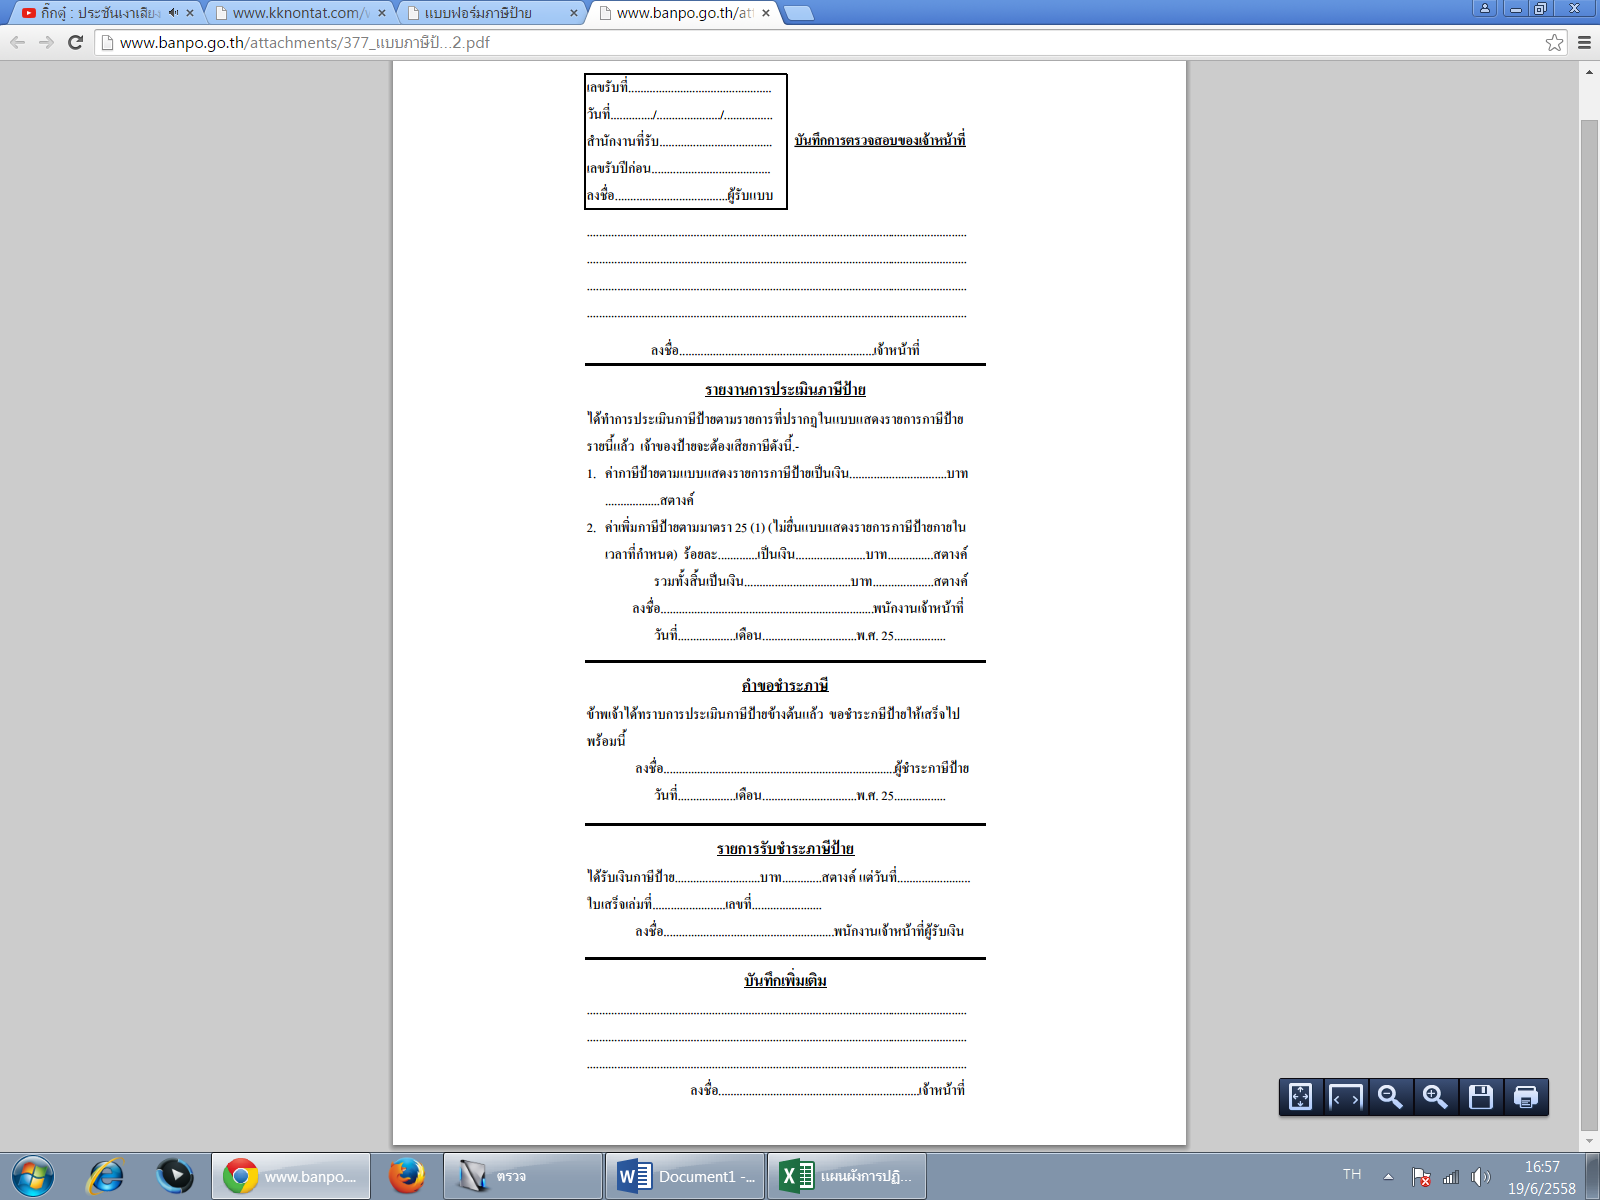 กิ๊กตุ๋ : ประชันเงาเสียง
www.kknontat.com/w
แบบฟอร์มภาษีป้าย
www.banpo.go.th/att
www.banpo.go.th/attachments/377_แบบภาษีป้...2.pdf
เลขรับที่...............................................
วันที่............../...................../................
สำนักงานที่รับ.....................................
เลขรับปีก่อน.......................................
ลงชื่อ.....................................ผู้รับแบบ
บันทึกการตรวจสอบของเจ้าหน้าที่
............................................................................................................................
............................................................................................................................
............................................................................................................................
............................................................................................................................
ลงชื่อ................................................................เจ้าหน้าที่
รายงานการประเมินภาษีป้าย
ได้ทำการประเมินภาษีป้ายตามรายการที่ปรากฏในแบบแสดงรายการภาษีป้าย
รายนี้แล้ว เจ้าของป้ายจะต้องเสียภาษีดังนี้.-
1. ค่าภาษีป้ายตามแบบแสดงรายการภาษีป้ายเป็นเงิน................................บาท
..................สตางค์
2. ค่าเพิ่มภาษีป้ายตามมาตรา 25 (1) (ไม่ยื่นแบบแสดงรายการภาษีป้ายภายใน
เวลาที่กำหนด) ร้อยละ.............เป็นเงิน.......................บาท...............สตางค์
รวมทั้งสิ้นเป็นเงิน...................................บาท....................สตางค์
ลงชื่อ......................................................................พนักงานเจ้าหน้าที่
วันที่...................เดือน...............................พ.ศ. 25.................
คำขอชำระภาษี
ข้าพเจ้าได้ทราบการประเมินภาษีป้ายข้างต้นแล้ว ขอชำระภษีป้ายให้เสร็จไป
พร้อมนี้
ลงชื่อ............................................................................ผู้ชำระภาษีป้าย
วันที่...................เดือน...............................พ.ศ. 25.................
รายการรับชำระภาษีป้าย
ได้รับเงินภาษีป้าย............................บาท.............สตางค์ แต่วันที่........................
ใบเสร็จเล่มที่........................เลขที่.......................
ลงชื่อ........................................................พนักงานเจ้าหน้าที่ผู้รับเงิน
บันทึกเพิ่มเติม
............................................................................................................................
............................................................................................................................
............................................................................................................................
ลงชื่อ..................................................................เจ้าหน้าที่
www.banpo....
ตรวจ
Document1 -...
แผนผังการปฏิ...
TH
16:57
19/6/2558